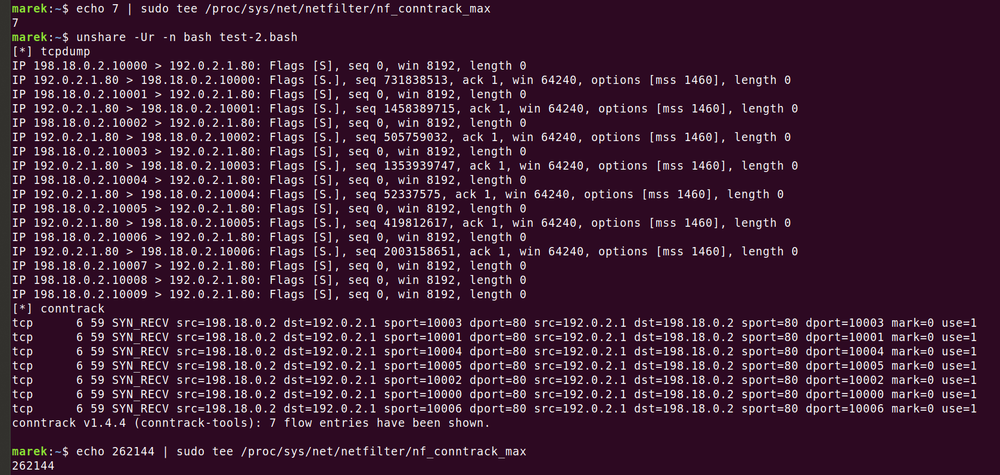 marek:~$ echo 7 | sudo tee /proc/sys/net/netfilter/nf_conntrack_max
7
marek:~$ unshare -Ur -n bash test-2.bash
[*] tcpdump
IP 198.18.0.2.10000 > 192.0.2.1.80: Flags [S], seq 0, win 8192, length 0
IP 192.0.2.1.80 > 198.18.0.2.10000: Flags [S.], seq 731838513, ack 1, win 64240, options [mss 1460], length 0
IP 198.18.0.2.10001 > 192.0.2.1.80: Flags [S], seq 0, win 8192, length 0
IP 192.0.2.1.80 > 198.18.0.2.10001: Flags [S.], seq 1458389715, ack 1, win 64240, options [mss 1460], length 0
IP 198.18.0.2.10002 > 192.0.2.1.80: Flags [S], seq 0, win 8192, length 0
IP 192.0.2.1.80 > 198.18.0.2.10002: Flags [S.], seq 505759032, ack 1, win 64240, options [mss 1460], length 0
IP 198.18.0.2.10003 > 192.0.2.1.80: Flags [S], seq 0, win 8192, length 0
IP 192.0.2.1.80 > 198.18.0.2.10003: Flags [S.], seq 1353939747, ack 1, win 64240, options [mss 1460], length 0
IP 198.18.0.2.10004 > 192.0.2.1.80: Flags [S], seq 0, win 8192, length 0
IP 192.0.2.1.80 > 198.18.0.2.10004: Flags [S.], seq 52337575, ack 1, win 64240, options [mss 1460], length 0
IP 198.18.0.2.10005 > 192.0.2.1.80: Flags [S], seq 0, win 8192, length 0
IP 192.0.2.1.80 > 198.18.0.2.10005: Flags [S.], seq 419812617, ack 1, win 64240, options [mss 1460], length 0
IP 198.18.0.2.10006 > 192.0.2.1.80: Flags [S], seq 0, win 8192, length 0
IP 192.0.2.1.80 > 198.18.0.2.10006: Flags [S.], seq 2003158651, ack 1, win 64240, options [mss 1460], length 0
IP 198.18.0.2.10007 > 192.0.2.1.80: Flags [S], seq 0, win 8192, length 0
IP 198.18.0.2.10008 > 192.0.2.1.80: Flags [S], seq 0, win 8192, length 0
IP 198.18.0.2.10009 > 192.0.2.1.80: Flags [S], seq 0, win 8192, length 0
[*] conntrack
tcp      6 59 SYN_RECV src=198.18.0.2 dst=192.0.2.1 sport=10003 dport=80 src=192.0.2.1 dst=198.18.0.2 sport=80 dport=10003 mark=0 use=1
tcp      6 59 SYN_RECV src=198.18.0.2 dst=192.0.2.1 sport=10001 dport=80 src=192.0.2.1 dst=198.18.0.2 sport=80 dport=10001 mark=0 use=1
tcp      6 59 SYN_RECV src=198.18.0.2 dst=192.0.2.1 sport=10004 dport=80 src=192.0.2.1 dst=198.18.0.2 sport=80 dport=10004 mark=0 use=1
tcp      6 59 SYN_RECV src=198.18.0.2 dst=192.0.2.1 sport=10005 dport=80 src=192.0.2.1 dst=198.18.0.2 sport=80 dport=10005 mark=0 use=1
tcp      6 59 SYN_RECV src=198.18.0.2 dst=192.0.2.1 sport=10002 dport=80 src=192.0.2.1 dst=198.18.0.2 sport=80 dport=10002 mark=0 use=1
tcp      6 59 SYN_RECV src=198.18.0.2 dst=192.0.2.1 sport=10000 dport=80 src=192.0.2.1 dst=198.18.0.2 sport=80 dport=10000 mark=0 use=1
tcp      6 59 SYN_RECV src=198.18.0.2 dst=192.0.2.1 sport=10006 dport=80 src=192.0.2.1 dst=198.18.0.2 sport=80 dport=10006 mark=0 use=1
conntrack v1.4.4 (conntrack-tools): 7 flow entries have been shown.
marek:~$ echo 262144 | sudo tee /proc/sys/net/netfilter/nf_conntrack_max
262144